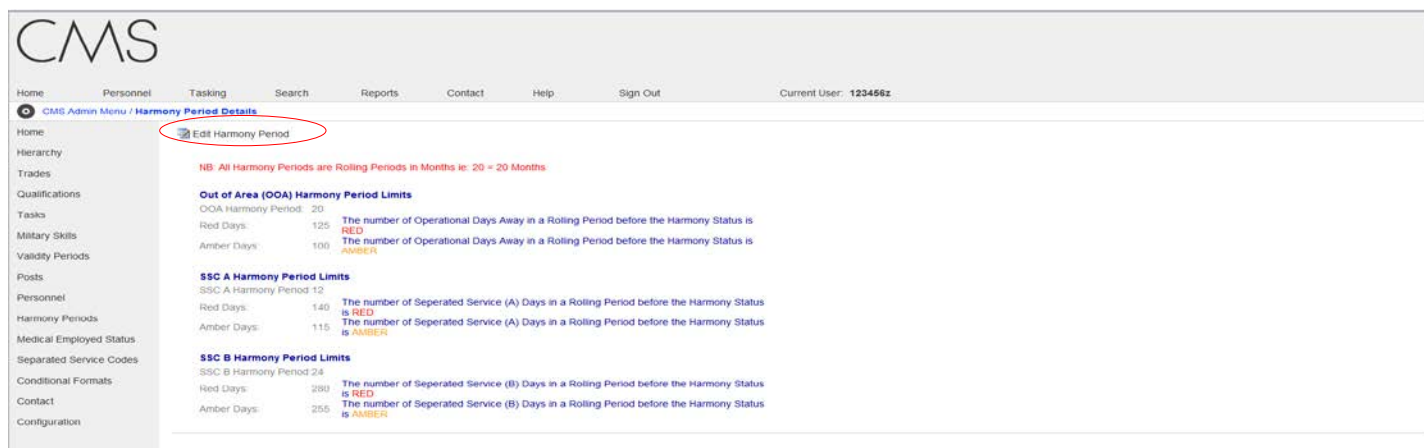 CMS
Home Personnel Tasking Search Reports Contact Help Sign Out Current User: 123456z
CMS Admin Menu / Harmony Period Details
Home
Hierarchy
Trades
Qualifications
Tasks
Military Skills
Validity Periods
Posts
Personnel
Harmony Periods
Medical Employed Status
Separated Service Codes
Conditional Formats
Contact
Configuration
Edit Harmony Period
NB: All Harmony Periods are Rolling Periods in Months ie: 20 = 20 Months
Out of Area (OOA) Harmony Period Limits
OOA Harmony Period: 20
Red Days: 125 The number of Operational Days Away in a Rolling Period before the Harmony Status is
RED
Amber Days: 100 The number of Operational Days Away in a Rolling Period before the Harmony Status is
AMBER
SSC A Harmony Period Limits
SSC A Harmony Period 12
Red Days: 140 The number of Seperated Service (A) Days in a Rolling Period before the Harmony Status
is RED
Amber Days: 115 The number of Seperated Service (A) Days in a Rolling Period before the Harmony Status
is AMBER
SSC B Harmony Period Limits
SSC B Harmony Period 24
Red Days: 280 The number of Seperated Service (B) Days in a Rolling Period before the Harmony Status
is RED
Amber Days: 255 The number of Seperated Service (B) Days in a Rolling Period before the Harmony Status
is AMBER